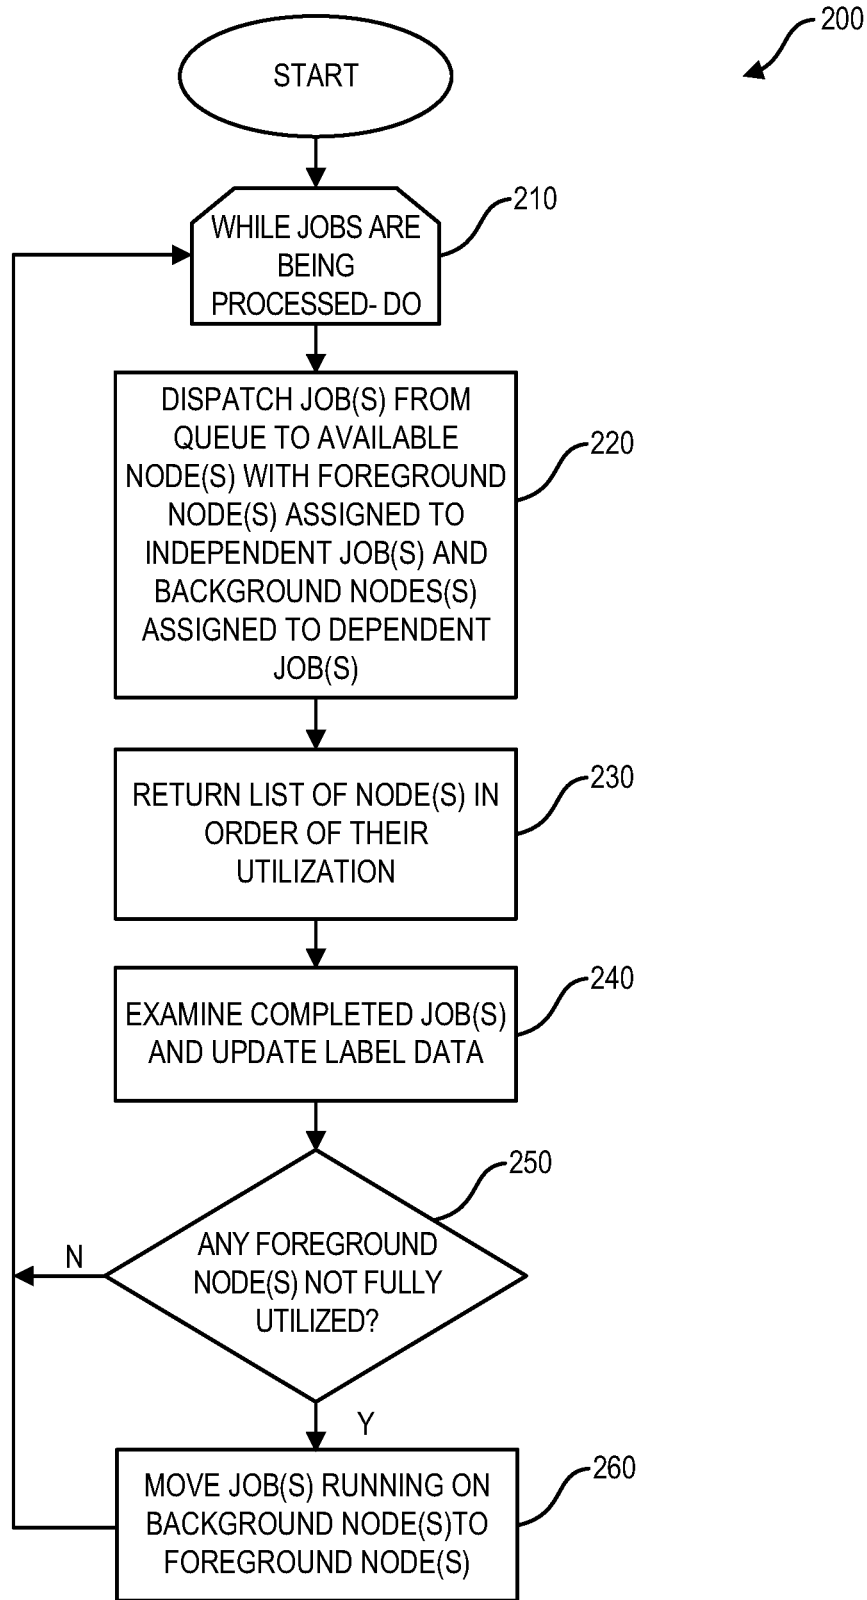 200
START
210
WHILE JOBS ARE
BEING
PROCESSED- DO
DISPATCH JOB(S) FROM
QUEUE TO AVAILABLE
NODE(S) WITH FOREGROUND
NODE(S) ASSIGNED TO
INDEPENDENT JOB(S) AND
BACKGROUND NODES(S)
ASSIGNED TO DEPENDENT
JOB(S)
220
RETURN LIST OF NODE(S) IN
ORDER OF THEIR
UTILIZATION
230
EXAMINE COMPLETED JOB(S)
AND UPDATE LABEL DATA
240
250
ANY FOREGROUND
NODE(S) NOT FULLY
UTILIZED?
N
Y
MOVE JOB(S) RUNNING ON
BACKGROUND NODE(S)TO
FOREGROUND NODE(S)
260